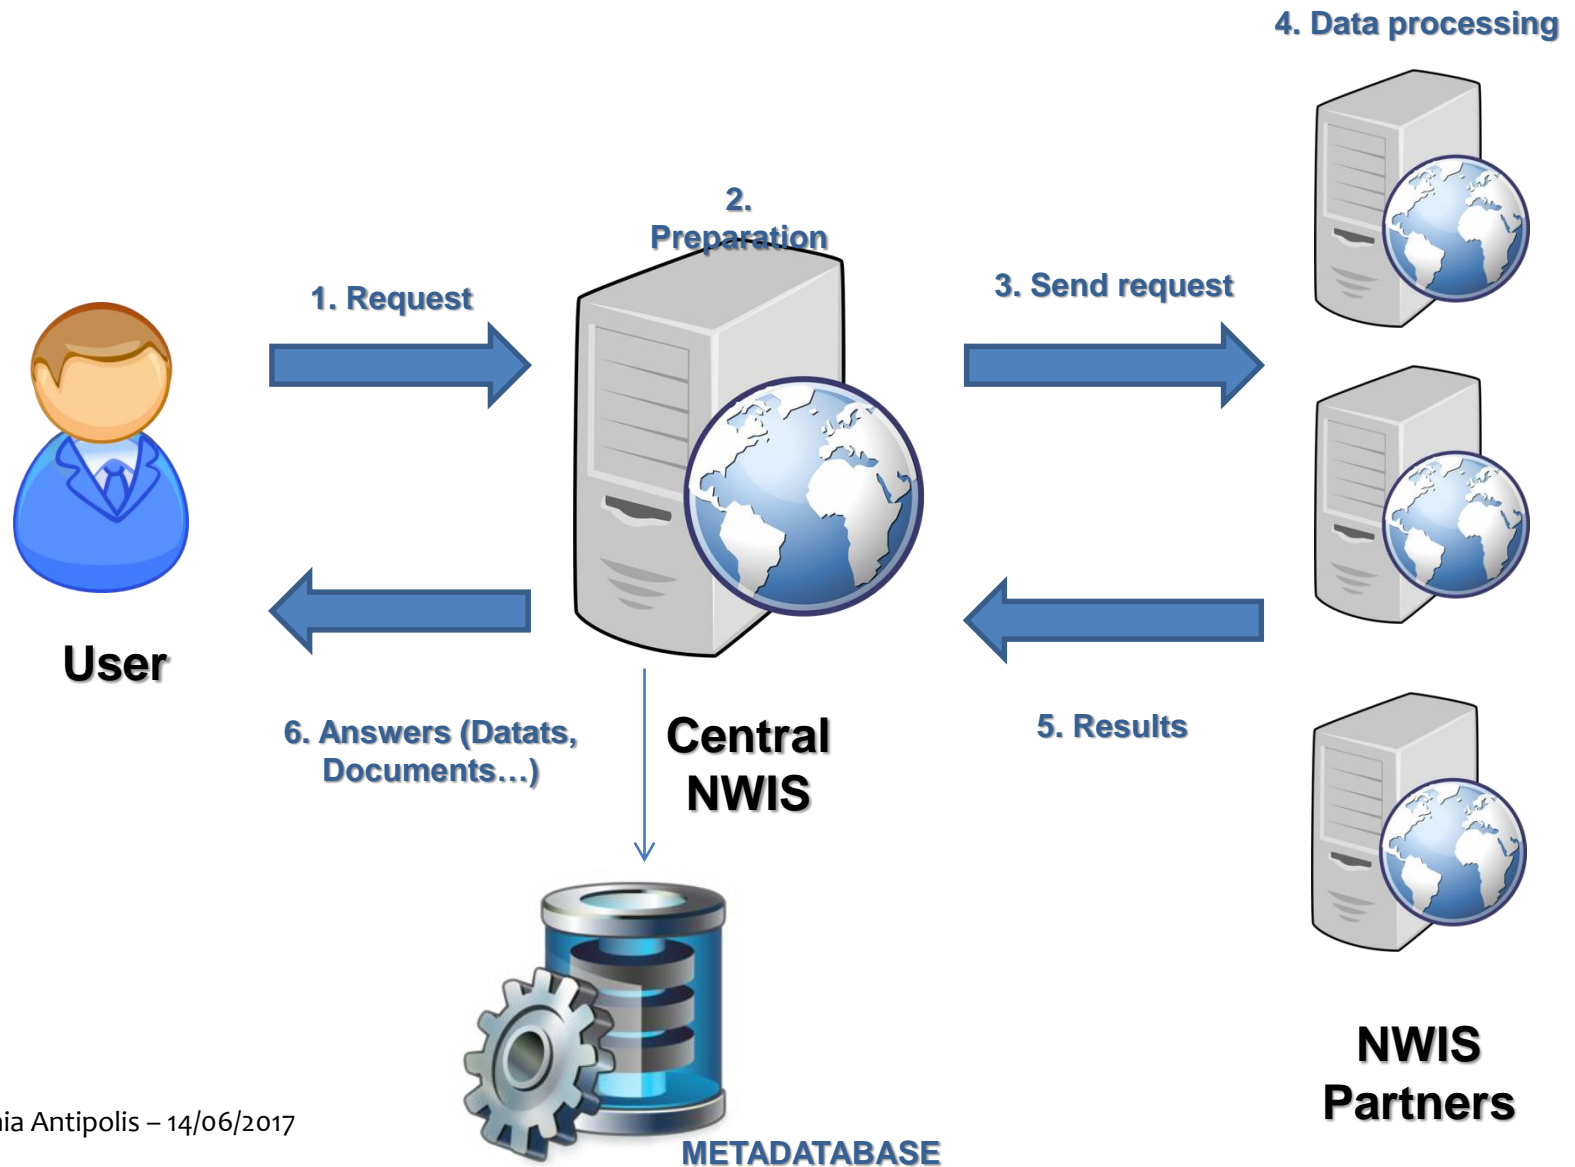 4. Data processing
2.
Preparation
1. Request
3. Send request
User
6. Answers (Datats,
Documents…)
Central
NWIS
5. Results
NWIS
Partners
Antipolis – 14/06/2017
METADATABASE